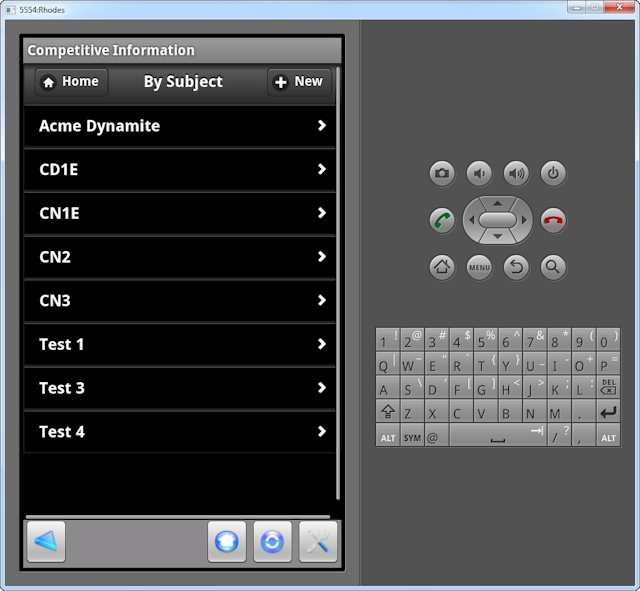 5554:Rhodes
Competitive Information
Home By Subject New
Acme Dynamite
CD1E
CN1E
CN2
CN3
Test 1
Test 3
Test 4
MENU
1 ! 2 @ 3 # 4 $ 5 % 6 ^ 7 & 8 * 9 ( 0 )
Q | W ~ E " R ` T { Y } U _ I - O + P =
A S \ D ' F [ G ] H < J > K ; L : DEL
Z X C V B N M .
ALT SYM @ / ? , ALT